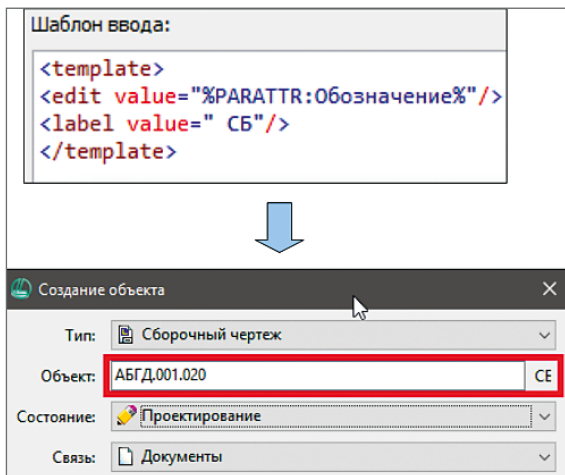 Шаблон ввода:
<template>
<edit value="%PARATTR:Обозначение%"/>
<label value=" СБ"/>
</template>
Создание объекта
Тип: Сборочный чертеж
Объект: АБГД.001.020 СБ
Состояние: Проектирование
Связь: Документы